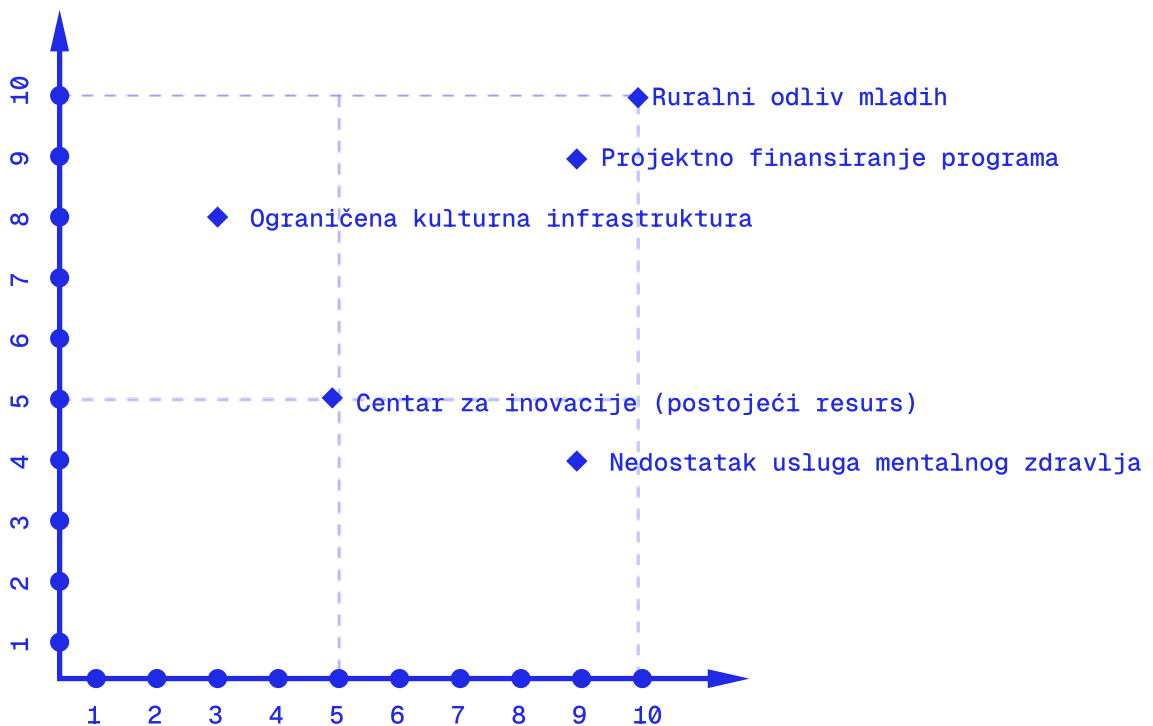 10
Ruralni odliv mladih
9
Projektno finansiranje programa
8
Ograničena kulturna infrastruktura
7
6
5
Centar za inovacije (postojeći resurs)
4
Nedostatak usluga mentalnog zdravlja
3
2
1
1 2 3 4 5 6 7 8 9 10